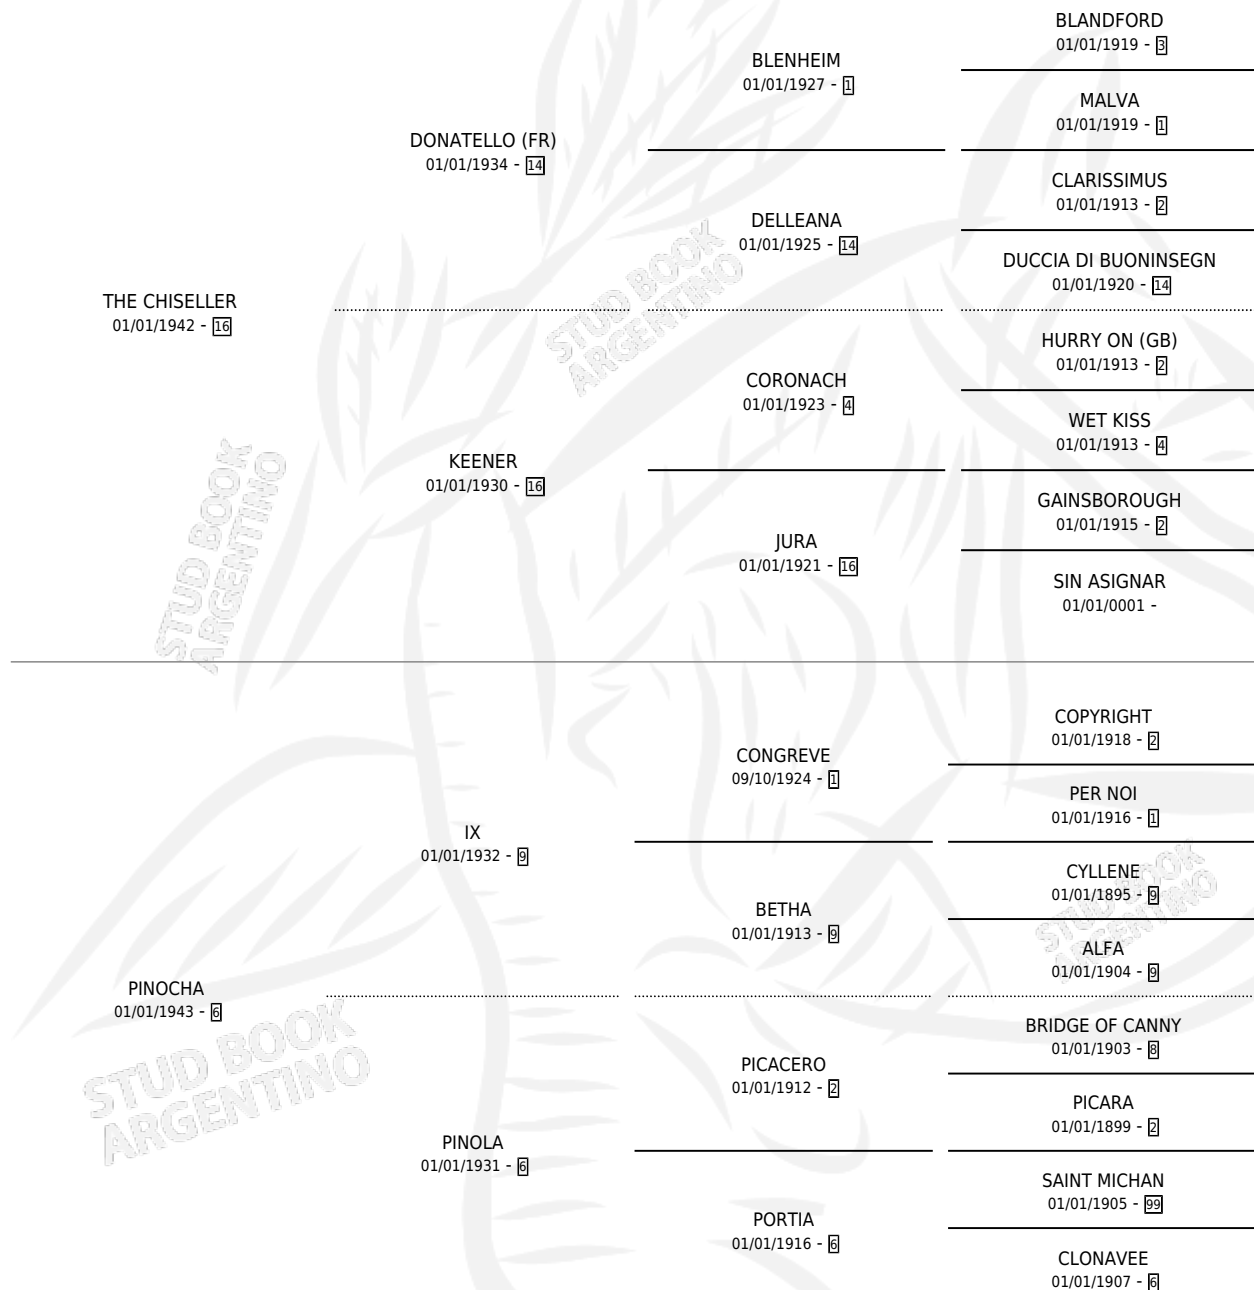 BLANDFORD
01/01/1919 - 3
BLENHEIM
01/01/1927 - 1
MALVA
01/01/1919 - 1
DONATELLO (FR)
01/01/1934 - 14
CLARISSIMUS
01/01/1913 - 2
DELLEANA
01/01/1925 - 14
DUCCIA DI BUONINSEGN
01/01/1920 - 14
THE CHISELLER
01/01/1942 - 16
HURRY ON (GB)
01/01/1913 - 2
CORONACH
01/01/1923 - 4
WET KISS
01/01/1913 - 4
KEENER
01/01/1930 - 16
GAINSBOROUGH
01/01/1915 - 2
JURA
01/01/1921 - 16
SIN ASIGNAR
01/01/0001 -
COPYRIGHT
01/01/1918 - 2
CONGREVE
09/10/1924 - 1
PER NOI
01/01/1916 - 1
IX
01/01/1932 - 9
CYLLENE
01/01/1895 - 9
BETHA
01/01/1913 - 9
ALFA
01/01/1904 - 9
PINOCHA
01/01/1943 - 6
BRIDGE OF CANNY
01/01/1903 - 8
PICACERO
01/01/1912 - 2
PICARA
01/01/1899 - 2
PINOLA
01/01/1931 - 6
SAINT MICHAN
01/01/1905 - 99
PORTIA
01/01/1916 - 6
CLONAVEE
01/01/1907 - 6
STUD BOOK
ARGENTINO
STUD BOOK
ARGENTINO
STUD BOOK
ARGENTINO
STUD BOOK
ARGENTINO